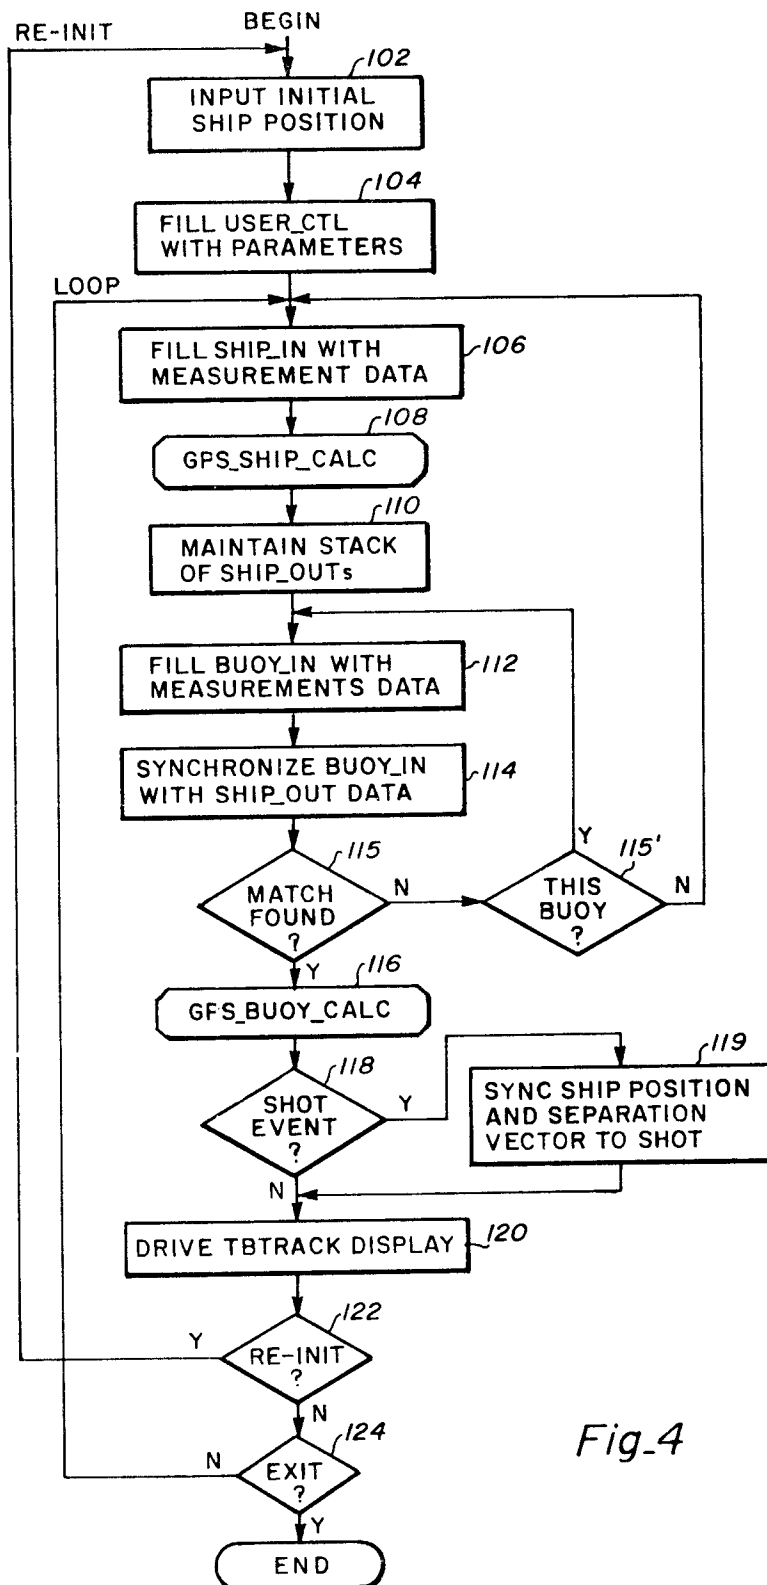 RE-INIT
BEGIN
102
INPUT INITIAL
SHIP POSITION
104
FILL USER_CTL
WITH PARAMETERS
LOOP
FILL SHIP_IN WITH
MEASUREMENT DATA
106
108
GPS_SHIP_CALC
110
MAINTAIN STACK
OF SHIP_OUTs
FILL BUOY_IN WITH
MEASUREMENTS DATA
112
SYNCHRONIZE BUOY_IN
WITH SHIP_OUT DATA
114
115
MATCH
FOUND
?
N
Y
115'
THIS
BUOY
?
N
Y
116
GPS_BUOY_CALC
118
SHOT
EVENT
?
Y
119
SYNC SHIP POSITION
AND SEPARATION
VECTOR TO SHOT
N
DRIVE TBTRACK DISPLAY
120
122
Y
RE-INIT
?
N
124
N
EXIT
?
Y
END
Fig_4